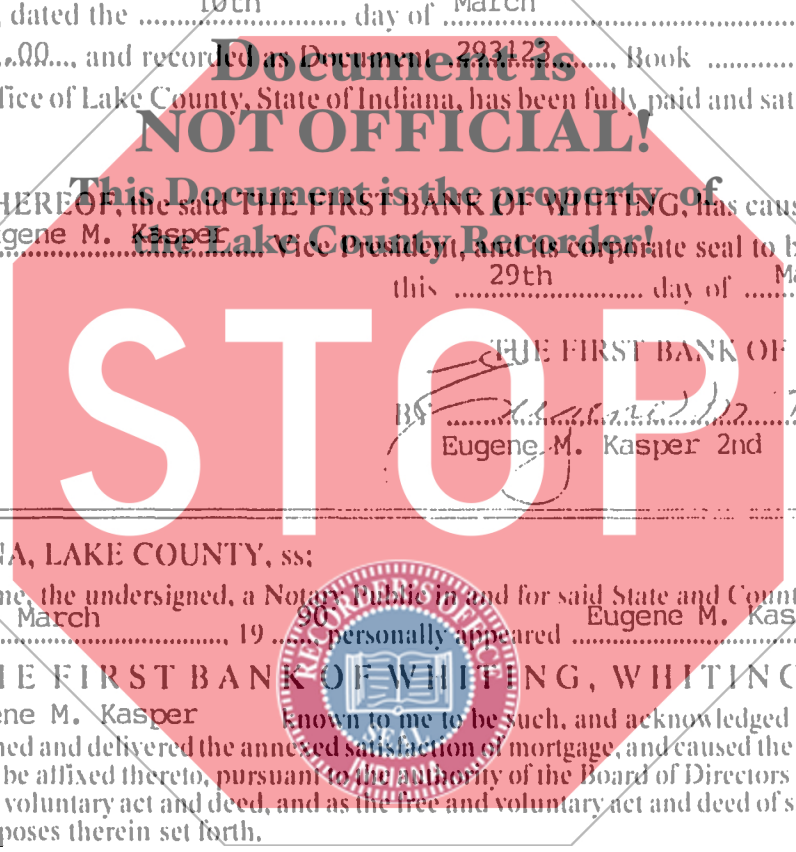 , dated the 10th day of March
.00, and recorded as Document 293123, Book
Document is
fice of Lake County, State of Indiana, has been fully paid and sat
NOT OFFICIAL!
This Document is the property of
HEREOF, the said THE FIRST BANK OF WHITING, has caus
the Lake County Recorder!
gene M. Kasper Vice President, and its corporate seal to b
this 29th day of Ma
STOP
THE FIRST BANK OF
BY
Eugene M. Kasper 2nd
NA, LAKE COUNTY, ss:
me, the undersigned, a Notary Public in and for said State and Count
March 19 90, personally appeared Eugene M. Kas
HE FIRST BANK OF WHITING, WHITING
RECORDER'S OFFICE
SEAL
ene M. Kasper known to me to be such, and acknowledged
ned and delivered the annexed satisfaction of mortgage, and caused the
be affixed thereto, pursuant to the authority of the Board of Directors
voluntary act and deed, and as the free and voluntary act and deed of s
poses therein set forth.